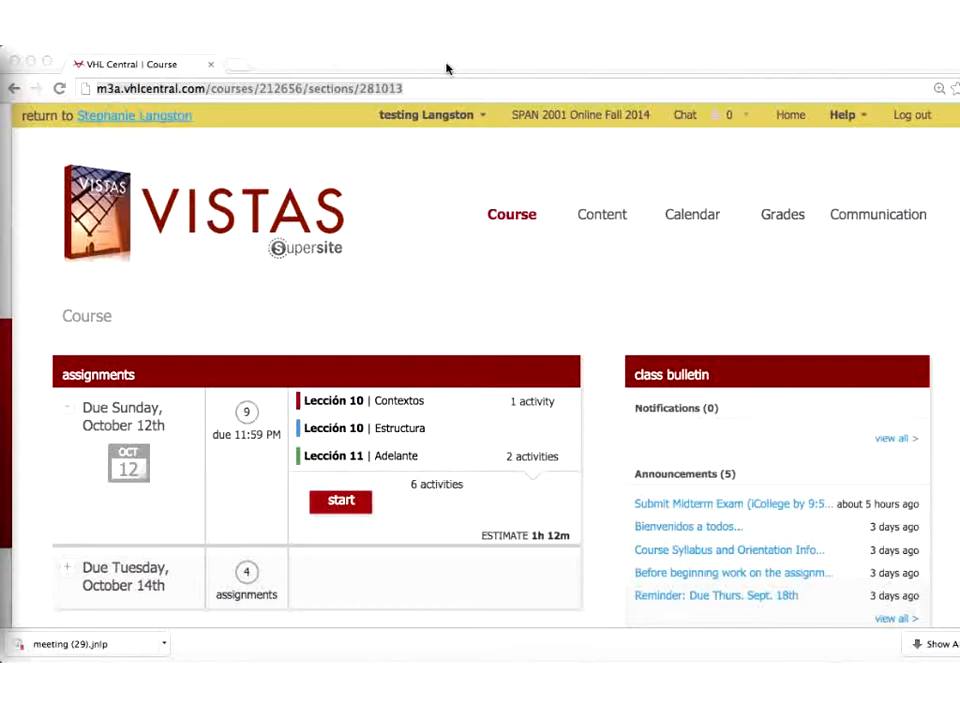 VHL Central | Course
m3a.vhlcentral.com/courses/212656/sections/281013
return to Stephanie Langston
testing Langston
SPAN 2001 Online Fall 2014
Chat
0
Home
Help
Log out
VISTAS
VISTAS
Supersite
Course
Content
Calendar
Grades
Communication
Course
assignments
Due Sunday,
October 12th
OCT
12
9
due 11:59 PM
Lección 10 | Contextos 1 activity
Lección 10 | Estructura
6 activities
Lección 11 | Adelante 2 activities
start
ESTIMATE 1h 12m
Due Tuesday,
October 14th
4
assignments
class bulletin
Notifications (0)
view all >
Announcements (5)
Submit Midterm Exam (iCollege by 9:5... about 5 hours ago
Bienvenidos a todos... 3 days ago
Course Syllabus and Orientation Info... 3 days ago
Before beginning work on the assignm... 3 days ago
Reminder: Due Thurs. Sept. 18th 3 days ago
view all >
meeting (29).jnlp
Show A